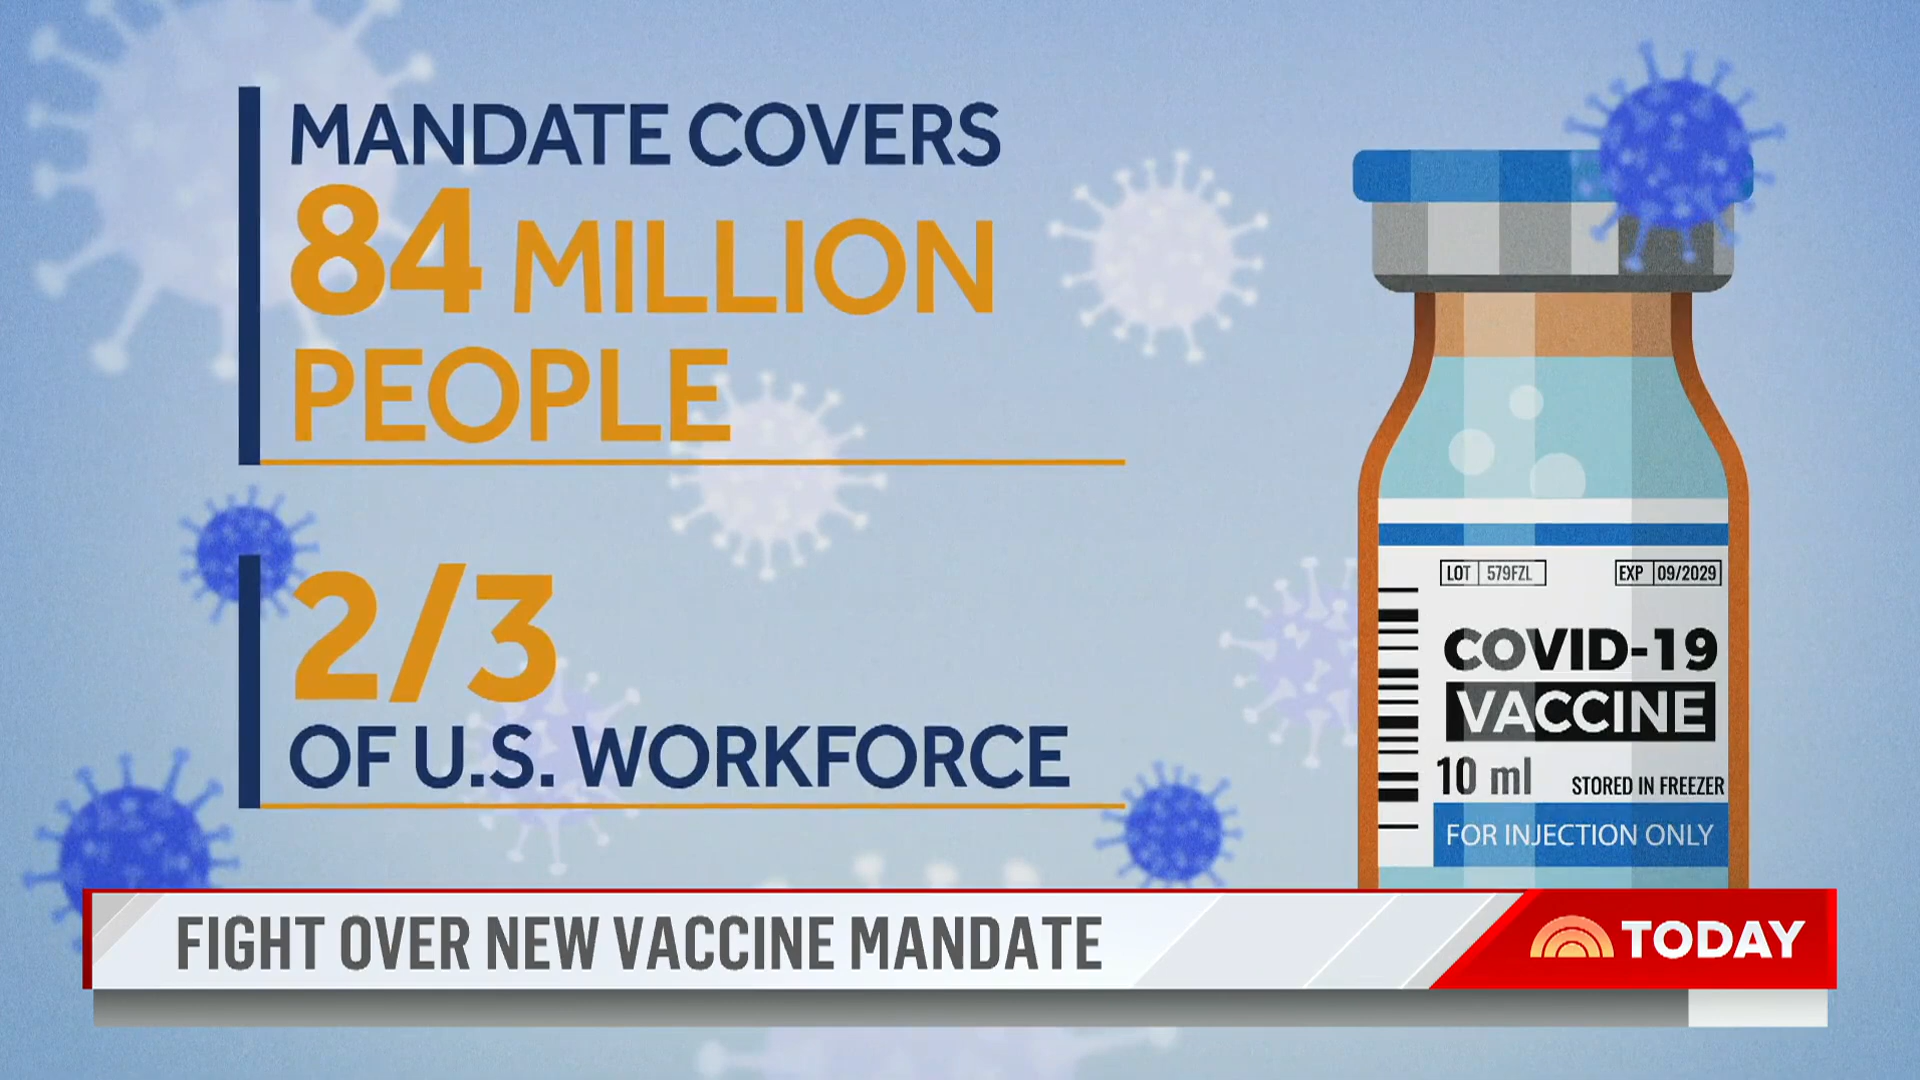 MANDATE COVERS
84 MILLION
PEOPLE
2/3
OF U.S. WORKFORCE
LOT 579FZL EXP 09/2029
COVID-19
VACCINE
10 ml STORED IN FREEZER
FOR INJECTION ONLY
FIGHT OVER NEW VACCINE MANDATE
TODAY